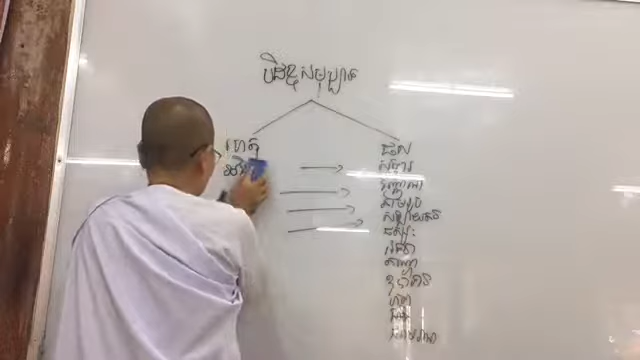 បដិច្ចសមុប្បាទ
ហេតុ
ផល
សង្ខារ
វិញ្ញាណ
នាមរូប
សឡាយតនៈ
ផស្សៈ
វេទនា
តណ្ហា
ឧបាទាន
ភព
ជាតិ